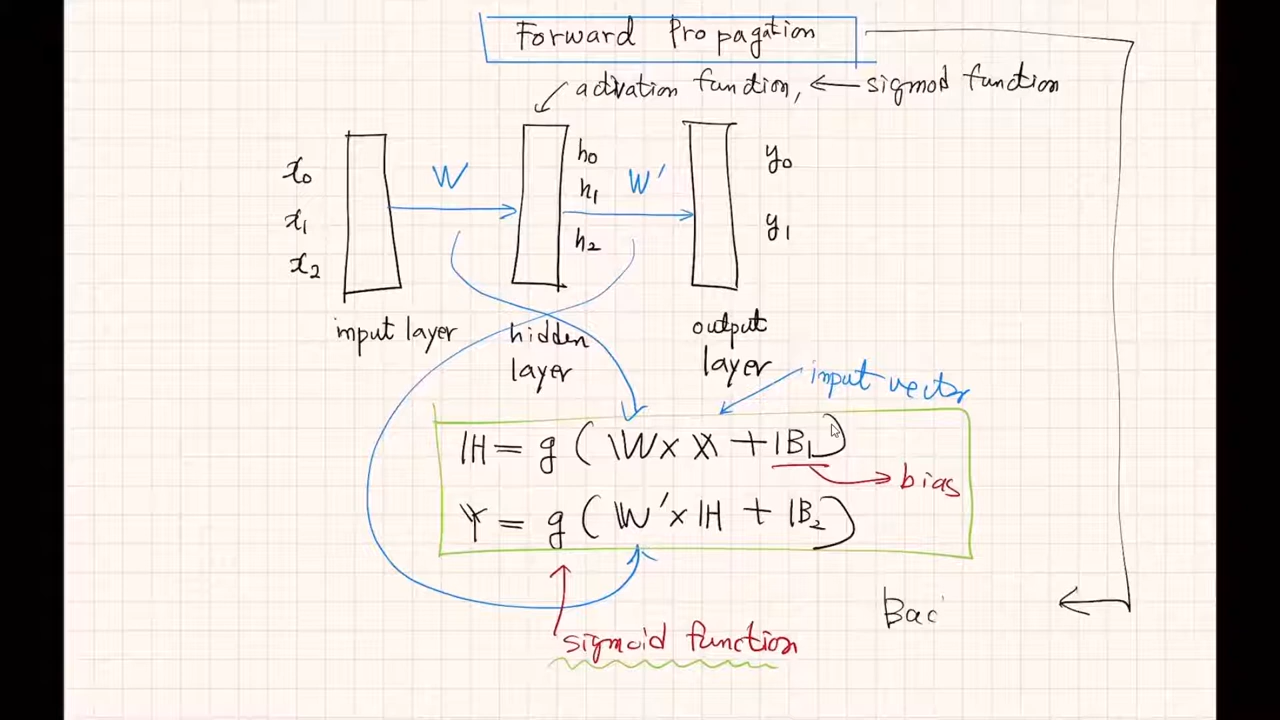 Forward Propagation
activation function, ← sigmod function
x₀
x₁
x₂
W
h₀
h₁
h₂
W'
y₀
y₁
input layer
hidden
layer
output
layer
input vector
H = g ( W x X + B₁ )
bias
Y = g ( W' x H + B₂ )
sigmoid function
Bac